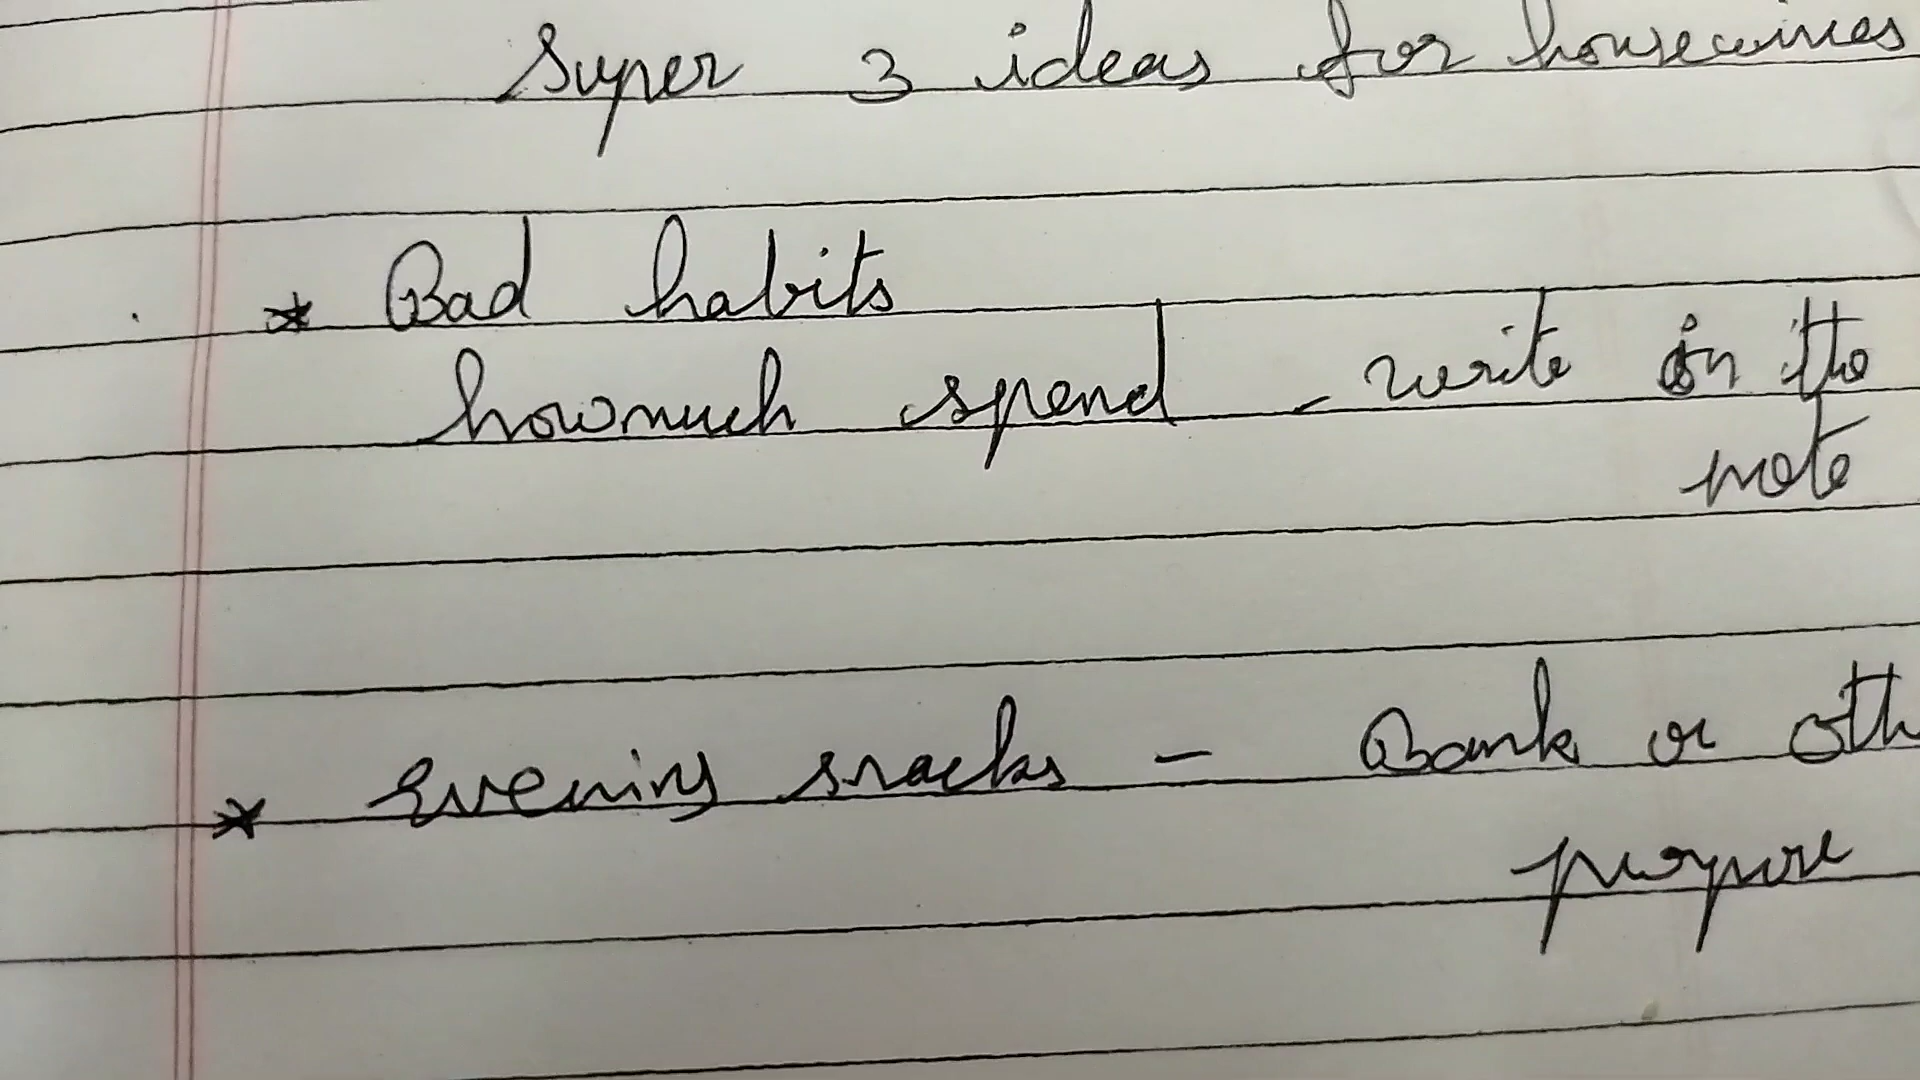 Super 3 ideas for housewives
* Bad habits
howmuch spend - write in the
note
* Evening snacks - Bank or oth
purpose